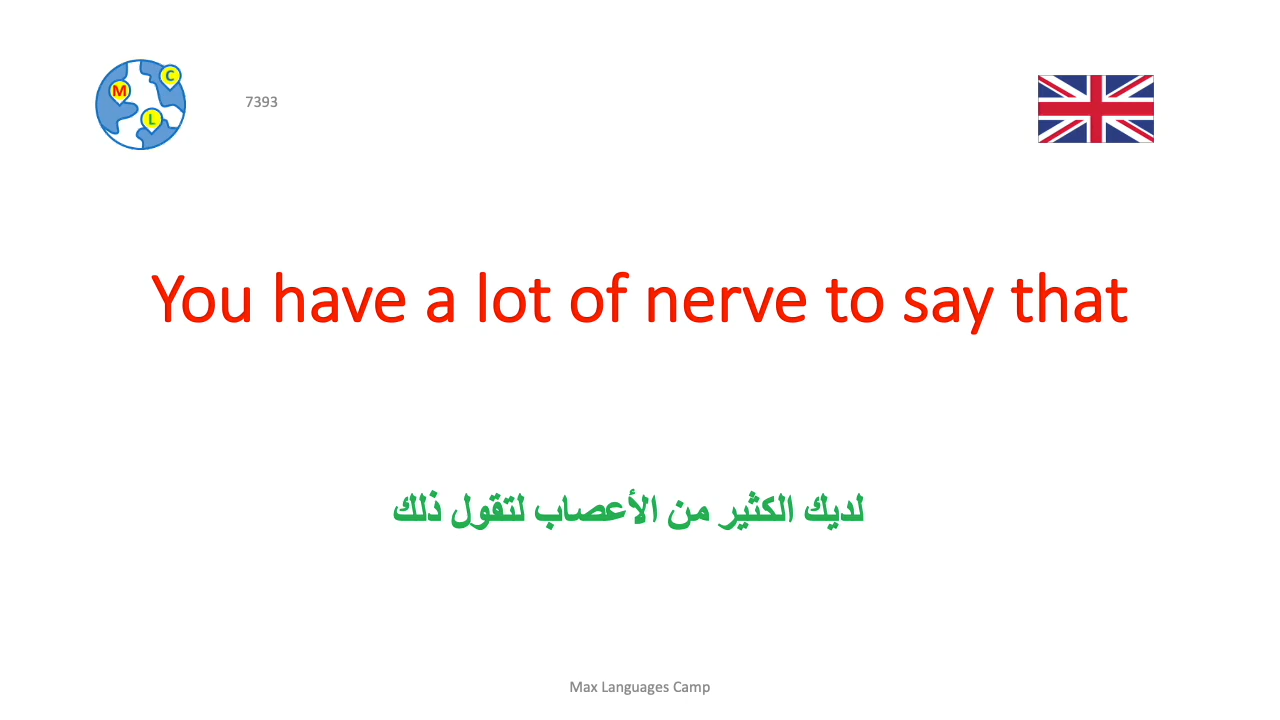 C
M
L
7393
You have a lot of nerve to say that
لديك الكثير من الأعصاب لتقول ذلك
Max Languages Camp